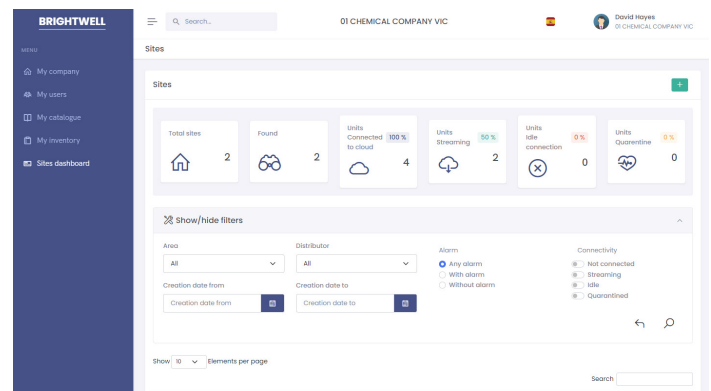 BRIGHTWELL
Search...
01 CHEMICAL COMPANY VIC
David Hayes
01 CHEMICAL COMPANY VIC
MENU
My company
My users
My catalogue
My inventory
Sites dashboard
Sites
Sites
+
Total sites
2
Found
2
Units
Connected
to cloud
100 %
4
Units
Streaming
50 %
2
Units
Idle
connection
0 %
0
Units
Quarentine
0 %
0
Show/hide filters
Area
All
Distributor
All
Creation date from
Creation date from
Creation date to
Creation date to
Alarm
Any alarm
With alarm
Without alarm
Connectivity
Not connected
Streaming
Idle
Quarantined
Show 10 Elements per page
Search